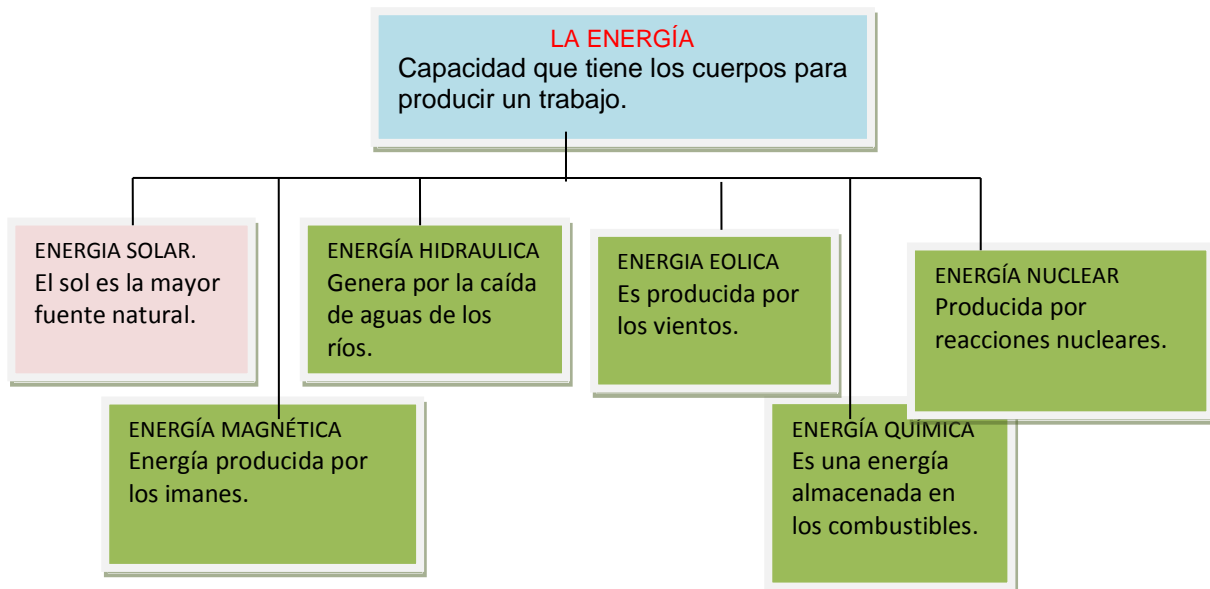 LA ENERGÍA
Capacidad que tiene los cuerpos para
producir un trabajo.
ENERGIA SOLAR.
El sol es la mayor
fuente natural.
ENERGÍA HIDRAULICA
Genera por la caída
de aguas de los
ríos.
ENERGIA EOLICA
Es producida por
los vientos.
ENERGÍA NUCLEAR
Producida por
reacciones nucleares.
ENERGÍA MAGNÉTICA
Energía producida por
los imanes.
ENERGÍA QUÍMICA
Es una energía
almacenada en
los combustibles.